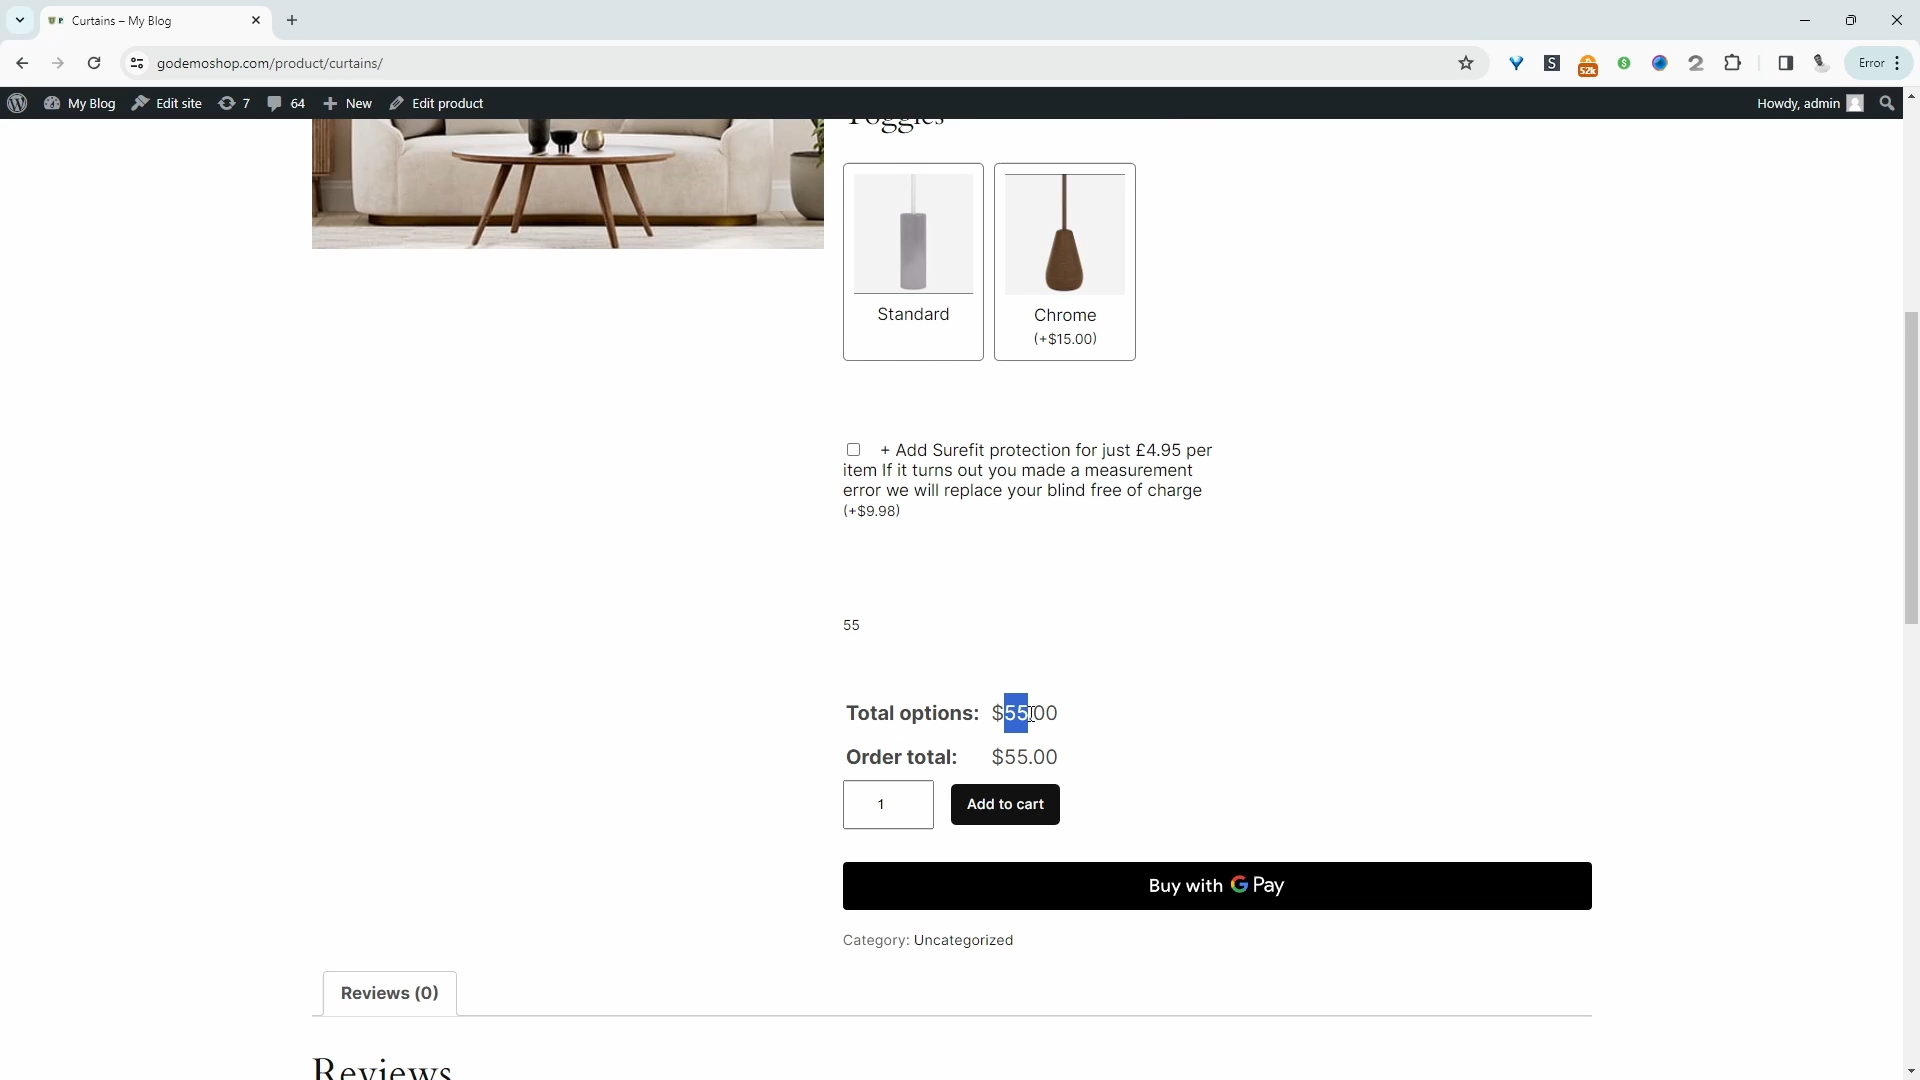 Curtains – My Blog
godemoshop.com/product/curtains/
S
52k
$
2
Error
My Blog
Edit site
7
64
New
Edit product
Howdy, admin
Toggles
Standard
Chrome
(+$15.00)
+ Add Surefit protection for just £4.95 per
item If it turns out you made a measurement
error we will replace your blind free of charge
(+$9.98)
55
Total options: $55.00
Order total: $55.00
1
Add to cart
Buy with G Pay
Category: Uncategorized
Reviews (0)
Reviews